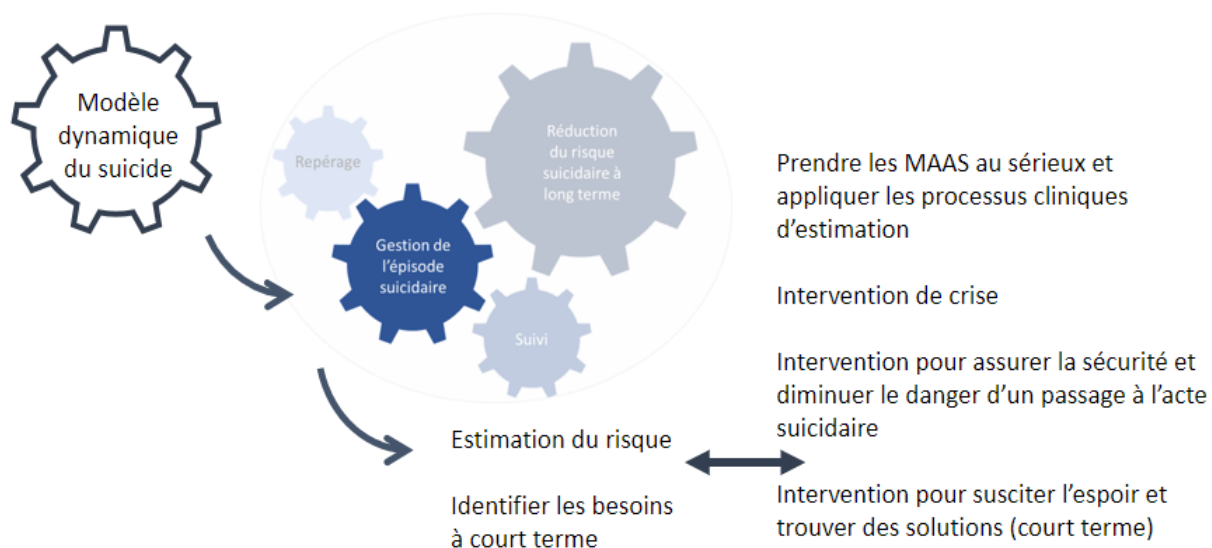 Modèle
dynamique
du suicide
Repérage
Réduction
du risque
suicidaire à
long terme
Gestion de
l'épisode
suicidaire
Suivi
Estimation du risque
Identifier les besoins
à court terme
Prendre les MAAS au sérieux et
appliquer les processus cliniques
d'estimation
Intervention de crise
Intervention pour assurer la sécurité et
diminuer le danger d'un passage à l'acte
suicidaire
Intervention pour susciter l'espoir et
trouver des solutions (court terme)